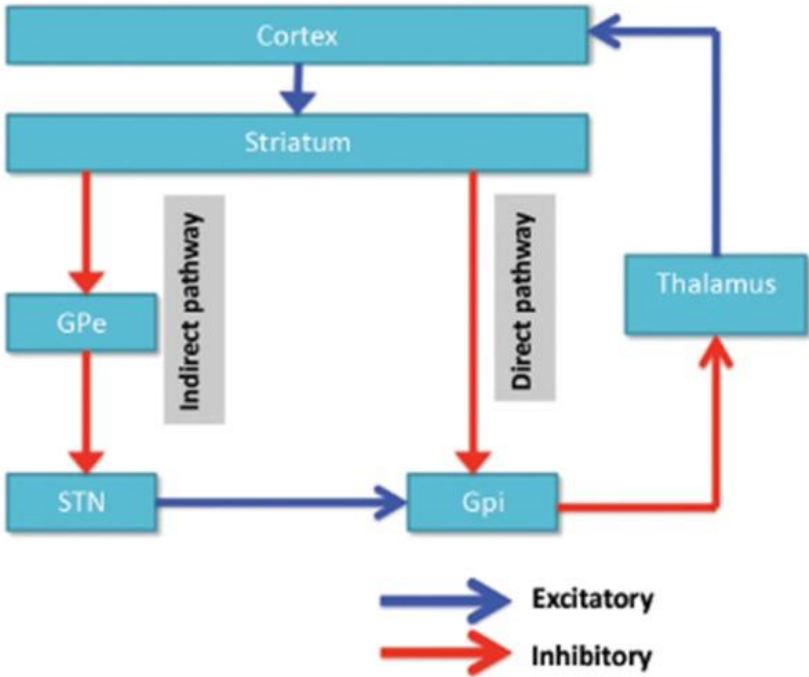 Cortex
Striatum
Indirect pathway
Direct pathway
Thalamus
GPe
STN
Gpi
Excitatory
Inhibitory